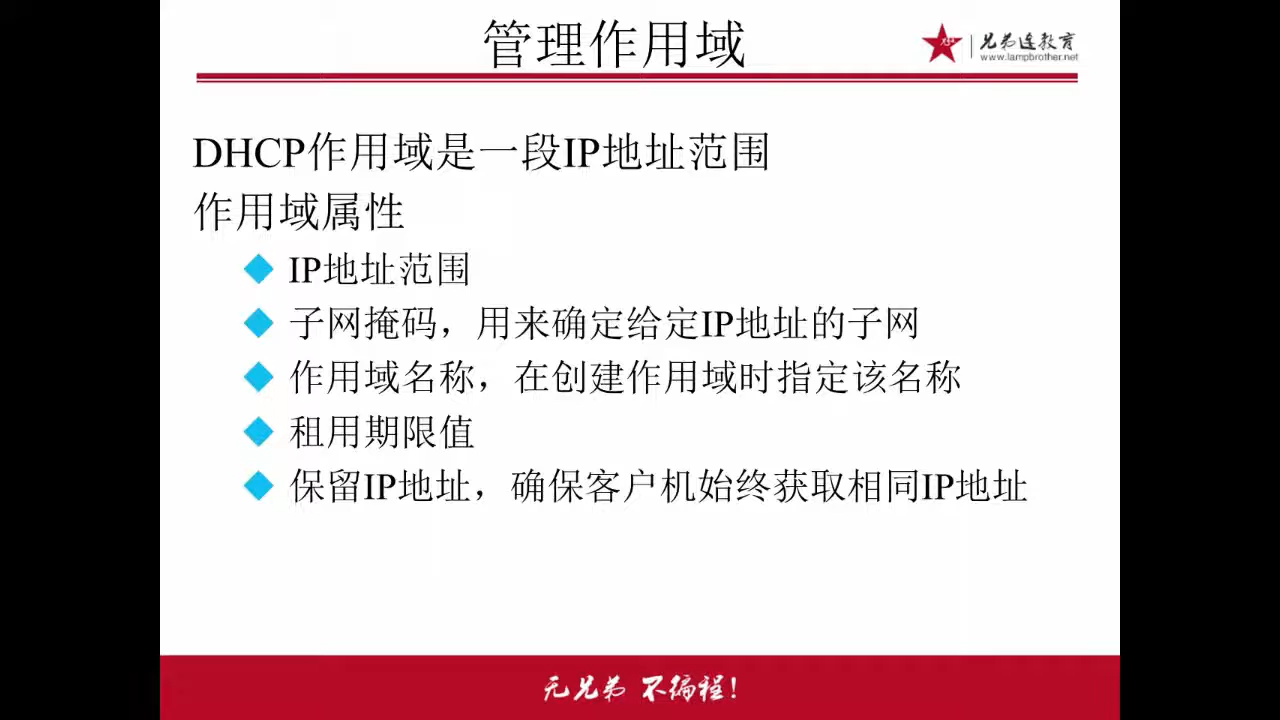 管理作用域
兄弟连教育
www.lampbrother.net
DHCP作用域是一段IP地址范围
作用域属性
IP地址范围
子网掩码，用来确定给定IP地址的子网
作用域名称，在创建作用域时指定该名称
租用期限值
保留IP地址，确保客户机始终获取相同IP地址
无兄弟 不编程！